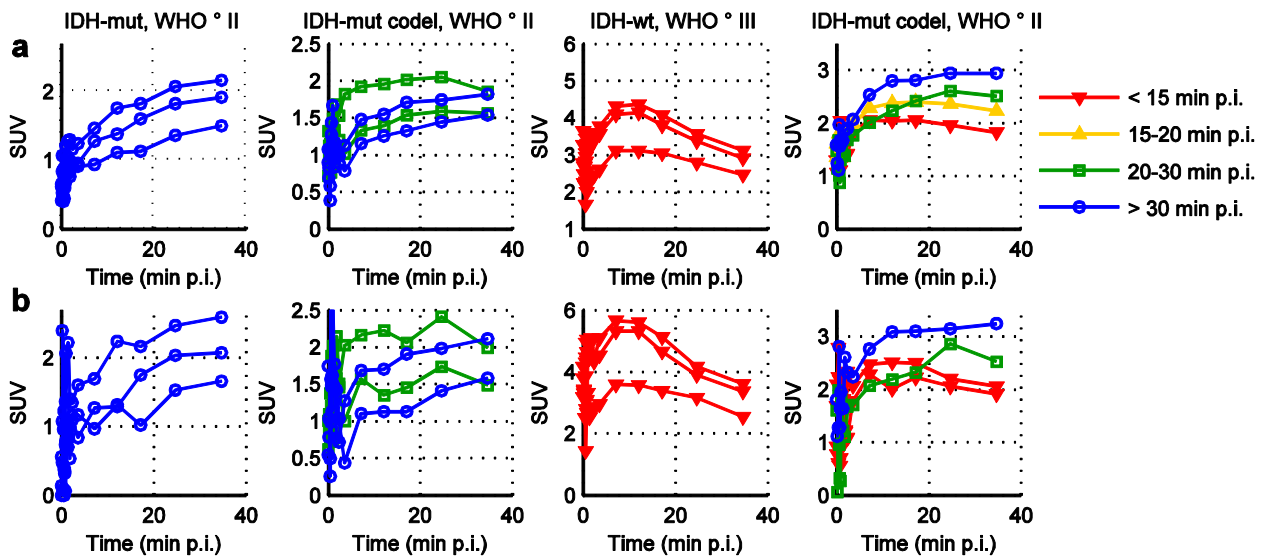 IDH-mut, WHO ° II IDH-mut codel, WHO ° II IDH-wt, WHO ° III IDH-mut codel, WHO ° II
a
SUV
2
1
0
0 20 40
Time (min p.i.)
SUV
2.5
2
1.5
1
0.5
0
0 20 40
Time (min p.i.)
SUV
6
5
4
3
2
1
0 20 40
Time (min p.i.)
SUV
3
2
1
0
0 20 40
Time (min p.i.)
< 15 min p.i.
15-20 min p.i.
20-30 min p.i.
> 30 min p.i.
b
SUV
2
1
0
0 20 40
Time (min p.i.)
SUV
2.5
2
1.5
1
0.5
0
0 20 40
Time (min p.i.)
SUV
6
4
2
0
0 20 40
Time (min p.i.)
SUV
3
2
1
0
0 20 40
Time (min p.i.)